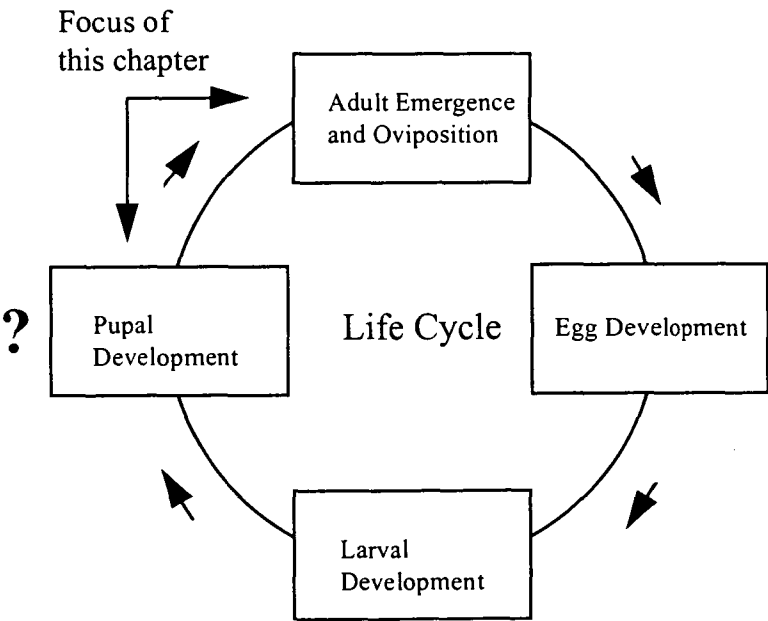 Focus of
this chapter
Adult Emergence
and Oviposition
?
Pupal
Development
Life Cycle
Egg Development
Larval
Development